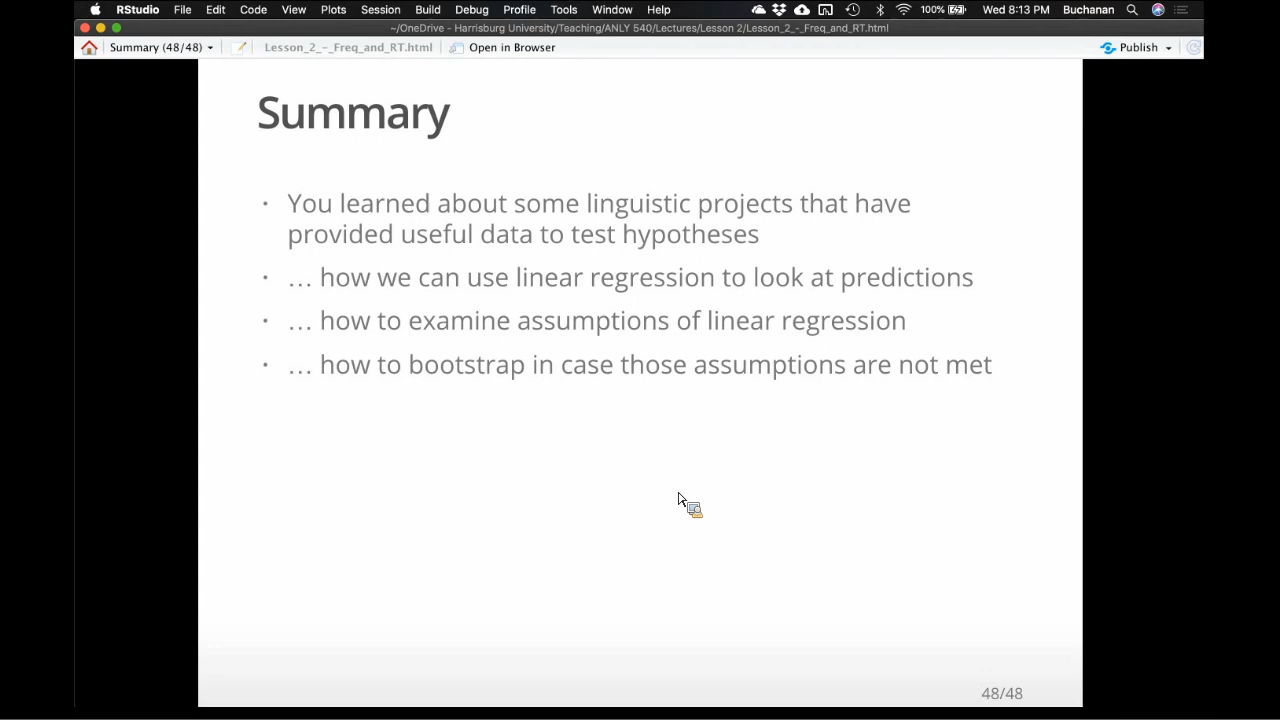 RStudio File Edit Code View Plots Session Build Debug Profile Tools Window Help 100% Wed 8:13 PM Buchanan
~/OneDrive - Harrisburg University/Teaching/ANLY 540/Lectures/Lesson 2/Lesson_2_-_Freq_and_RT.html
Summary (48/48) Lesson_2_-_Freq_and_RT.html Open in Browser Publish
Summary
• You learned about some linguistic projects that have
provided useful data to test hypotheses
• … how we can use linear regression to look at predictions
• … how to examine assumptions of linear regression
• … how to bootstrap in case those assumptions are not met
48/48